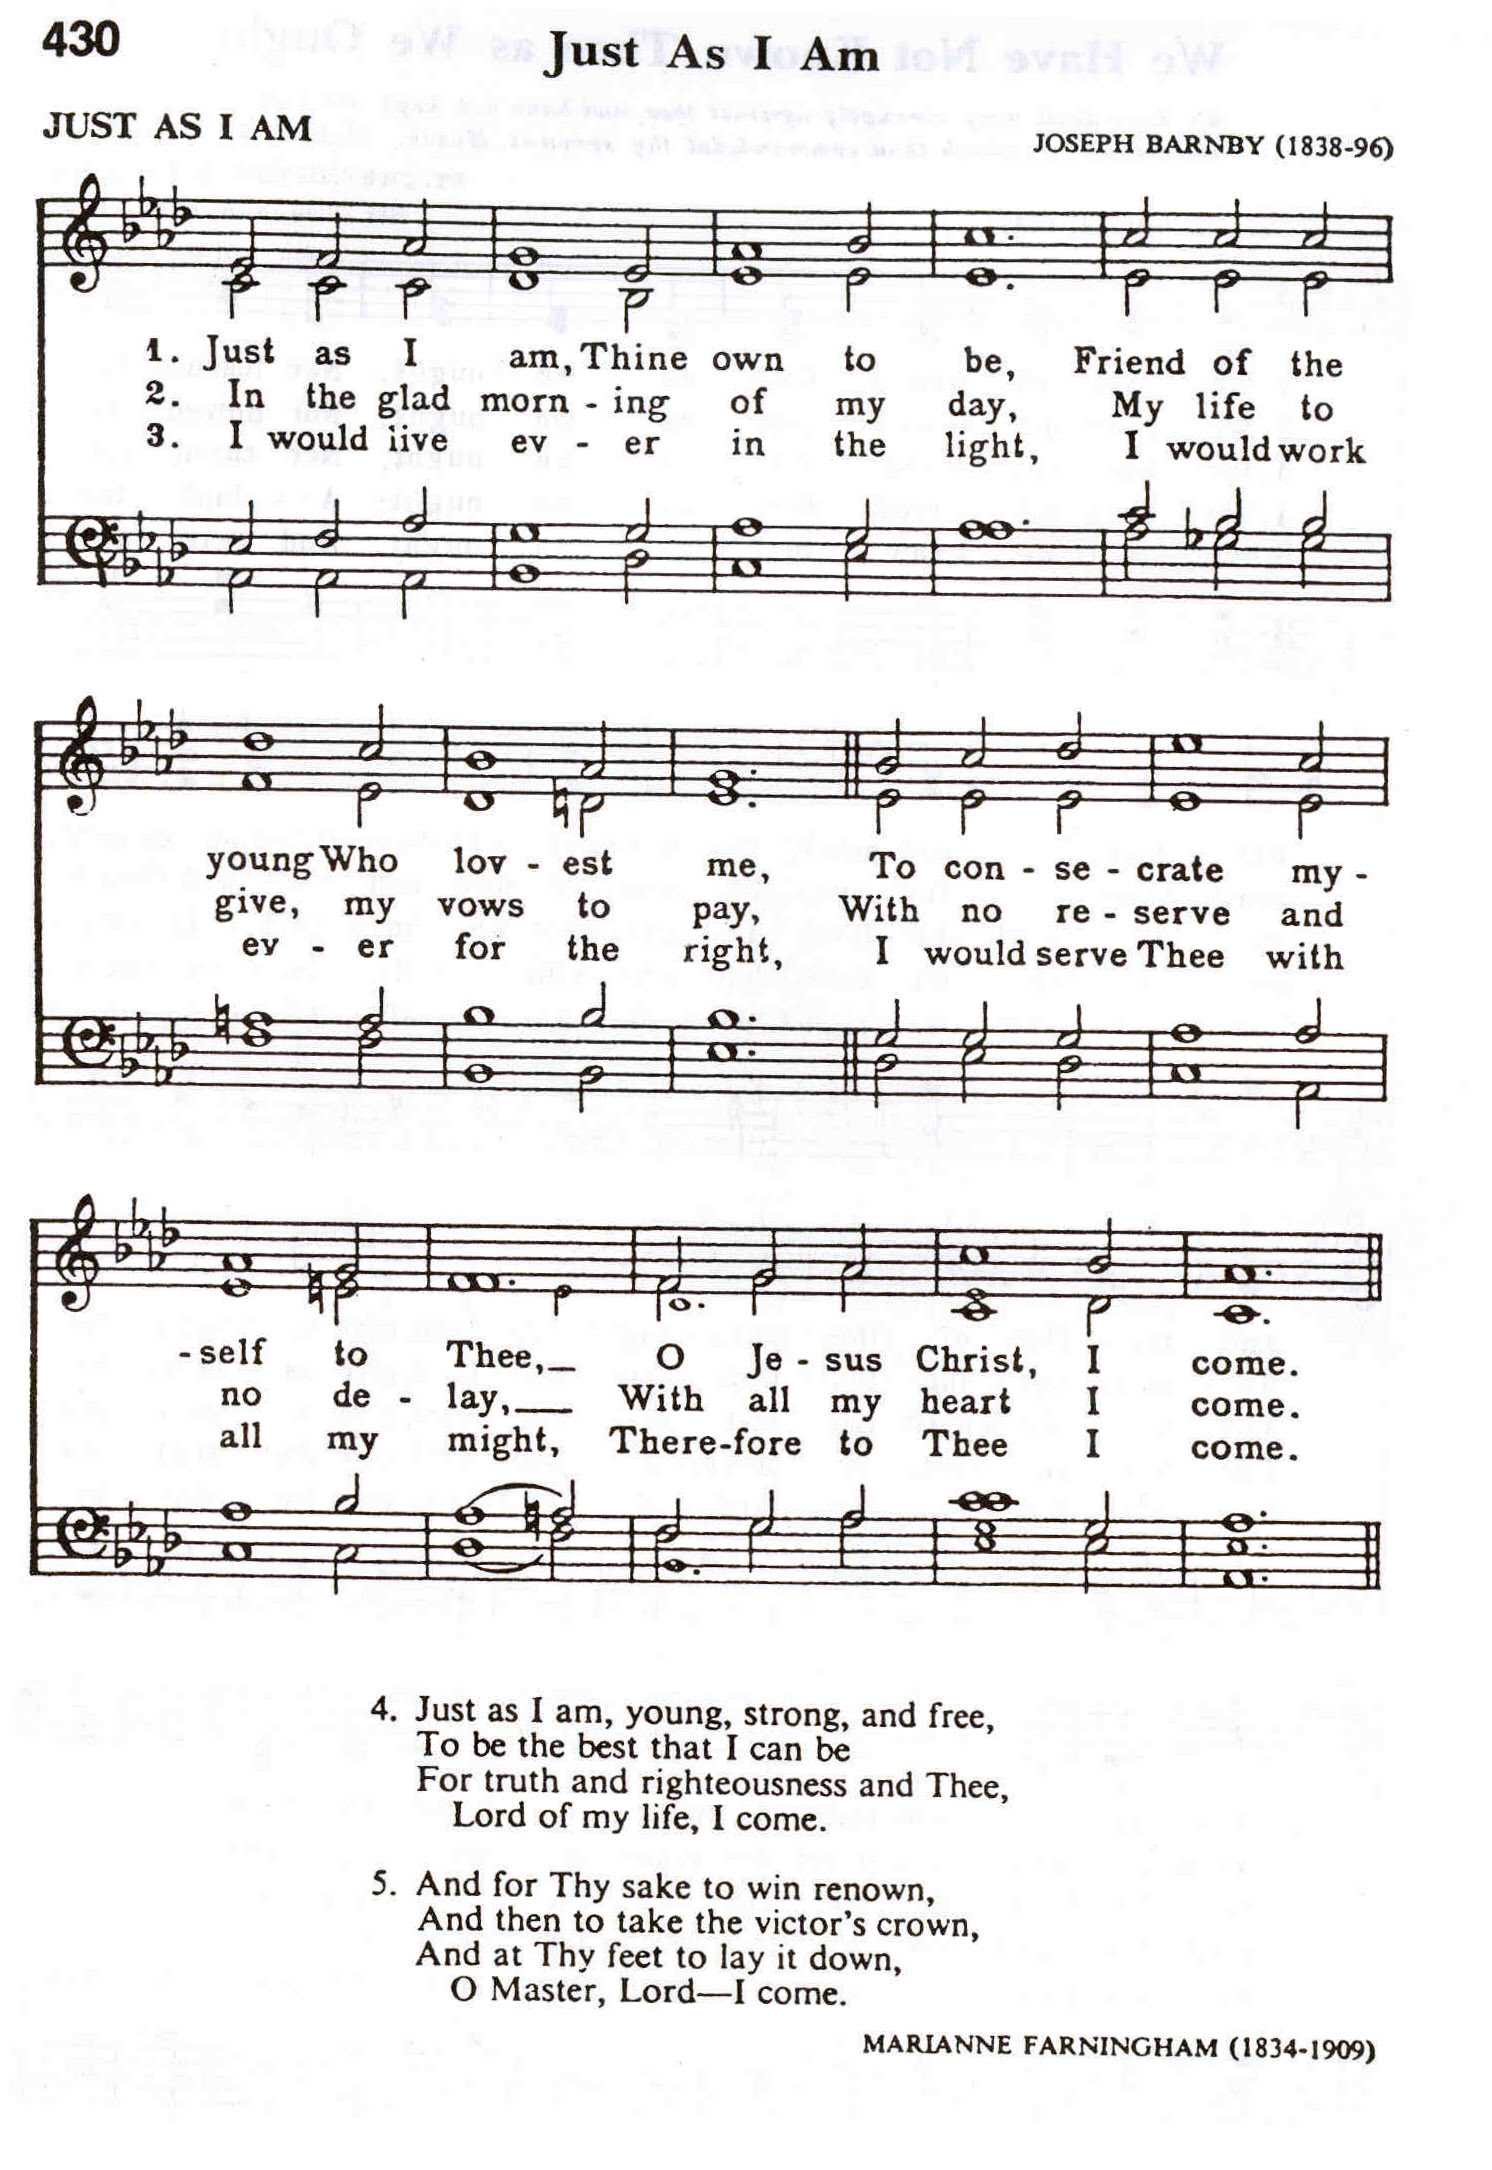 430
Just As I Am
JUST AS I AM
JOSEPH BARNBY (1838-96)
1. Just as I am, Thine own to be, Friend of the
2. In the glad morn - ing of my day, My life to
3. I would live ev - er in the light, I would work
young Who lov - est me, To con - se - crate my -
give, my vows to pay, With no re - serve and
ev - er for the right, I would serve Thee with
- self to Thee,_ O Je - sus Christ, I come.
no de - lay,__ With all my heart I come.
all my might, There-fore to Thee I come.
4. Just as I am, young, strong, and free,
To be the best that I can be
For truth and righteousness and Thee,
Lord of my life, I come.
5. And for Thy sake to win renown,
And then to take the victor's crown,
And at Thy feet to lay it down,
O Master, Lord—I come.
MARIANNE FARNINGHAM (1834-1909)